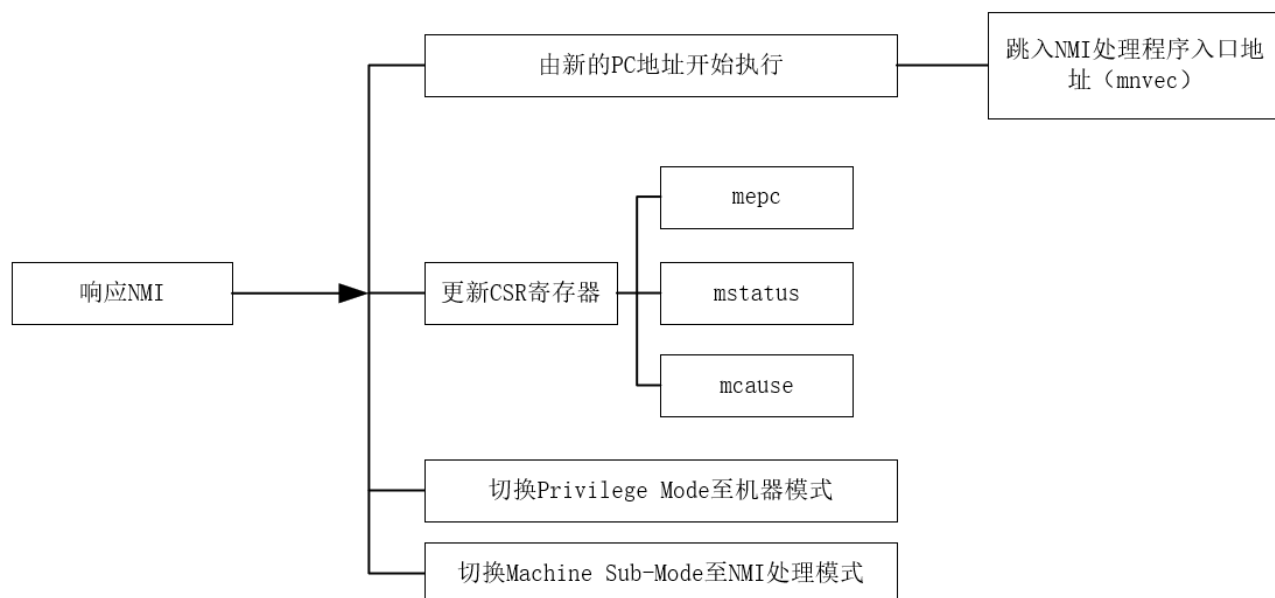 由新的PC地址开始执行
跳入NMI处理程序入口地
址（mnvec）
mepc
响应NMI
更新CSR寄存器
mstatus
mcause
切换Privilege Mode至机器模式
切换Machine Sub-Mode至NMI处理模式